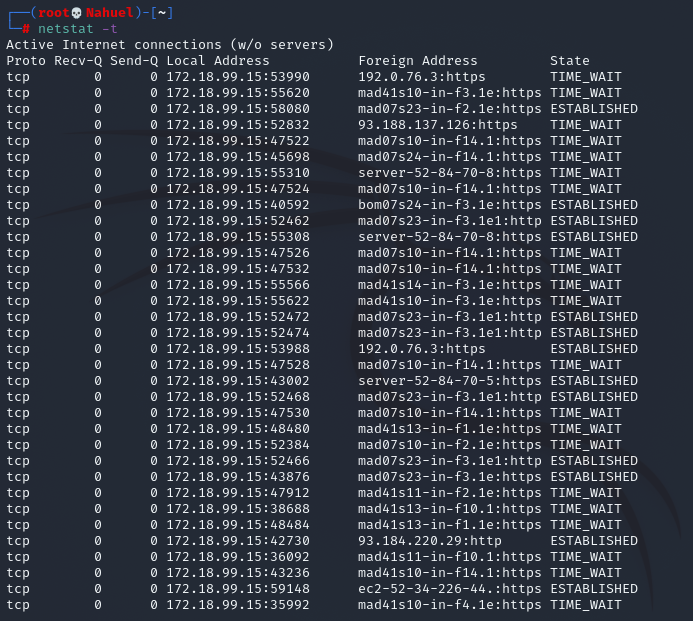 ┌──(root💀Nahuel)-[~]
└─# netstat -t
Active Internet connections (w/o servers)
Proto Recv-Q Send-Q Local Address           Foreign Address         State
tcp        0      0 172.18.99.15:53990      192.0.76.3:https        TIME_WAIT
tcp        0      0 172.18.99.15:55620      mad41s10-in-f3.1e:https TIME_WAIT
tcp        0      0 172.18.99.15:58080      mad07s23-in-f2.1e:https ESTABLISHED
tcp        0      0 172.18.99.15:52832      93.188.137.126:https    TIME_WAIT
tcp        0      0 172.18.99.15:47522      mad07s10-in-f14.1:https TIME_WAIT
tcp        0      0 172.18.99.15:45698      mad07s24-in-f14.1:https TIME_WAIT
tcp        0      0 172.18.99.15:55310      server-52-84-70-8:https TIME_WAIT
tcp        0      0 172.18.99.15:47524      mad07s10-in-f14.1:https TIME_WAIT
tcp        0      0 172.18.99.15:40592      bom07s24-in-f3.1e:https ESTABLISHED
tcp        0      0 172.18.99.15:52462      mad07s23-in-f3.1e1:http ESTABLISHED
tcp        0      0 172.18.99.15:55308      server-52-84-70-8:https ESTABLISHED
tcp        0      0 172.18.99.15:47526      mad07s10-in-f14.1:https TIME_WAIT
tcp        0      0 172.18.99.15:47532      mad07s10-in-f14.1:https TIME_WAIT
tcp        0      0 172.18.99.15:55566      mad41s14-in-f3.1e:https TIME_WAIT
tcp        0      0 172.18.99.15:55622      mad41s10-in-f3.1e:https TIME_WAIT
tcp        0      0 172.18.99.15:52472      mad07s23-in-f3.1e1:http ESTABLISHED
tcp        0      0 172.18.99.15:52474      mad07s23-in-f3.1e1:http ESTABLISHED
tcp        0      0 172.18.99.15:53988      192.0.76.3:https        ESTABLISHED
tcp        0      0 172.18.99.15:47528      mad07s10-in-f14.1:https TIME_WAIT
tcp        0      0 172.18.99.15:43002      server-52-84-70-5:https ESTABLISHED
tcp        0      0 172.18.99.15:52468      mad07s23-in-f3.1e1:http ESTABLISHED
tcp        0      0 172.18.99.15:47530      mad07s10-in-f14.1:https TIME_WAIT
tcp        0      0 172.18.99.15:48480      mad41s13-in-f1.1e:https TIME_WAIT
tcp        0      0 172.18.99.15:52384      mad07s10-in-f2.1e:https TIME_WAIT
tcp        0      0 172.18.99.15:52466      mad07s23-in-f3.1e1:http ESTABLISHED
tcp        0      0 172.18.99.15:43876      mad07s23-in-f3.1e:https ESTABLISHED
tcp        0      0 172.18.99.15:47912      mad41s11-in-f2.1e:https TIME_WAIT
tcp        0      0 172.18.99.15:38688      mad41s13-in-f10.1:https TIME_WAIT
tcp        0      0 172.18.99.15:48484      mad41s13-in-f1.1e:https TIME_WAIT
tcp        0      0 172.18.99.15:42730      93.184.220.29:http      ESTABLISHED
tcp        0      0 172.18.99.15:36092      mad41s11-in-f10.1:https TIME_WAIT
tcp        0      0 172.18.99.15:43236      mad41s10-in-f14.1:https TIME_WAIT
tcp        0      0 172.18.99.15:59148      ec2-52-34-226-44.:https ESTABLISHED
tcp        0      0 172.18.99.15:35992      mad41s10-in-f4.1e:https TIME_WAIT